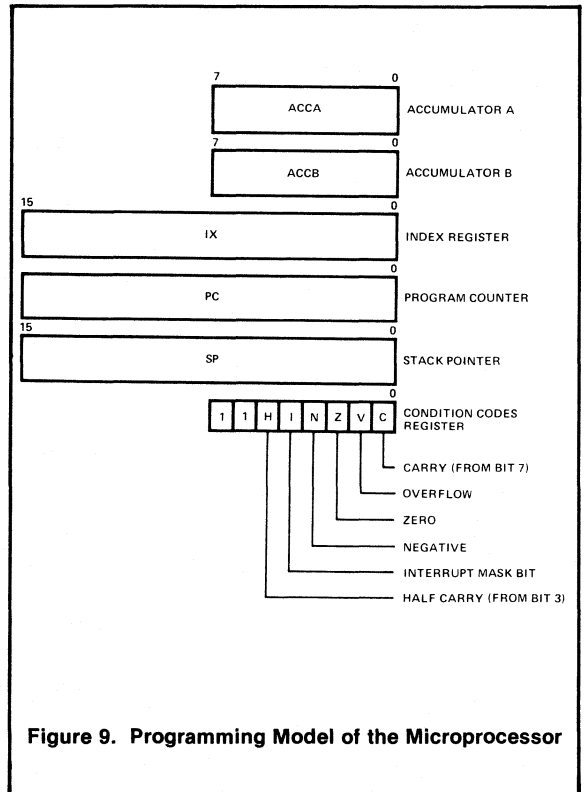 7 0
ACCA ACCUMULATOR A
7 0
ACCB ACCUMULATOR B
15 0
IX INDEX REGISTER
0
PC PROGRAM COUNTER
15 0
SP STACK POINTER
0
1 1 H I N Z V C CONDITION CODES
REGISTER
CARRY (FROM BIT 7)
OVERFLOW
ZERO
NEGATIVE
INTERRUPT MASK BIT
HALF CARRY (FROM BIT 3)
Figure 9. Programming Model of the Microprocessor